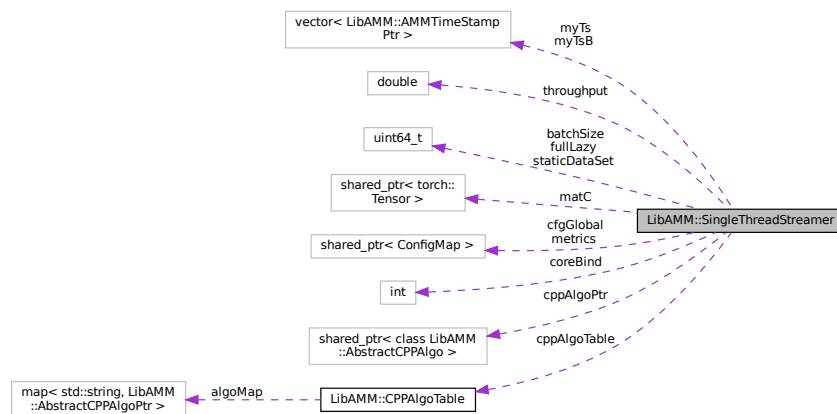 vector< LibAMM::AMMTimeStamp
Ptr >
myTs
myTsB
double
throughput
uint64_t
batchSize
fullLazy
staticDataSet
shared_ptr< torch::
Tensor >
matC
LibAMM::SingleThreadStreamer
shared_ptr< ConfigMap >
cfgGlobal
metrics
int
coreBind
cppAlgoPtr
shared_ptr< class LibAMM
::AbstractCPPAlgo >
cppAlgoTable
map< std::string, LibAMM
::AbstractCPPAlgoPtr >
algoMap
LibAMM::CPPAlgoTable